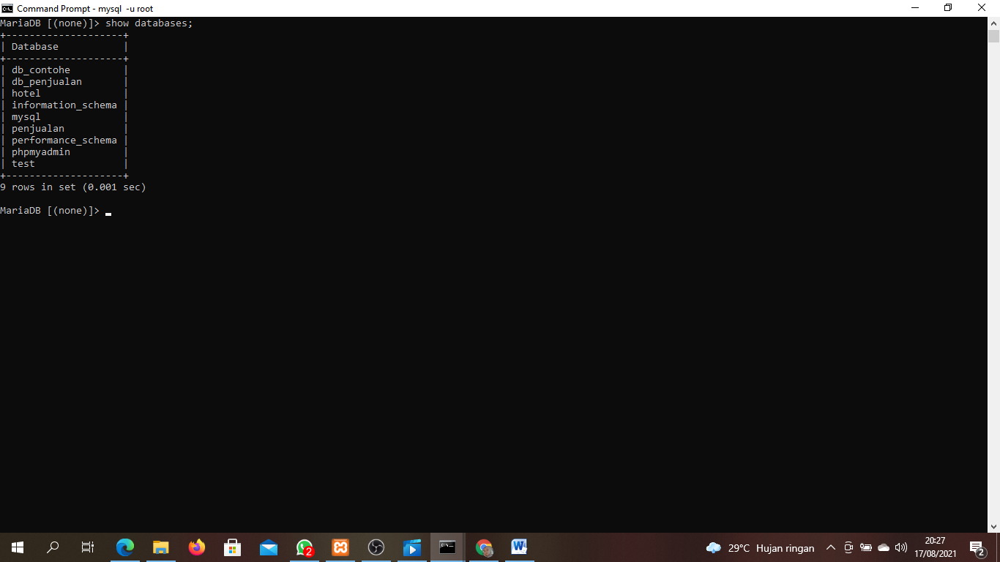 Command Prompt - mysql  -u root
MariaDB [(none)]> show databases;
+--------------------+
| Database           |
+--------------------+
| db_contohe         |
| db_penjualan       |
| hotel              |
| information_schema |
| mysql              |
| penjualan          |
| performance_schema |
| phpmyadmin         |
| test               |
+--------------------+
9 rows in set (0.001 sec)
MariaDB [(none)]>
2
29°C Hujan ringan
20:27
17/08/2021
2